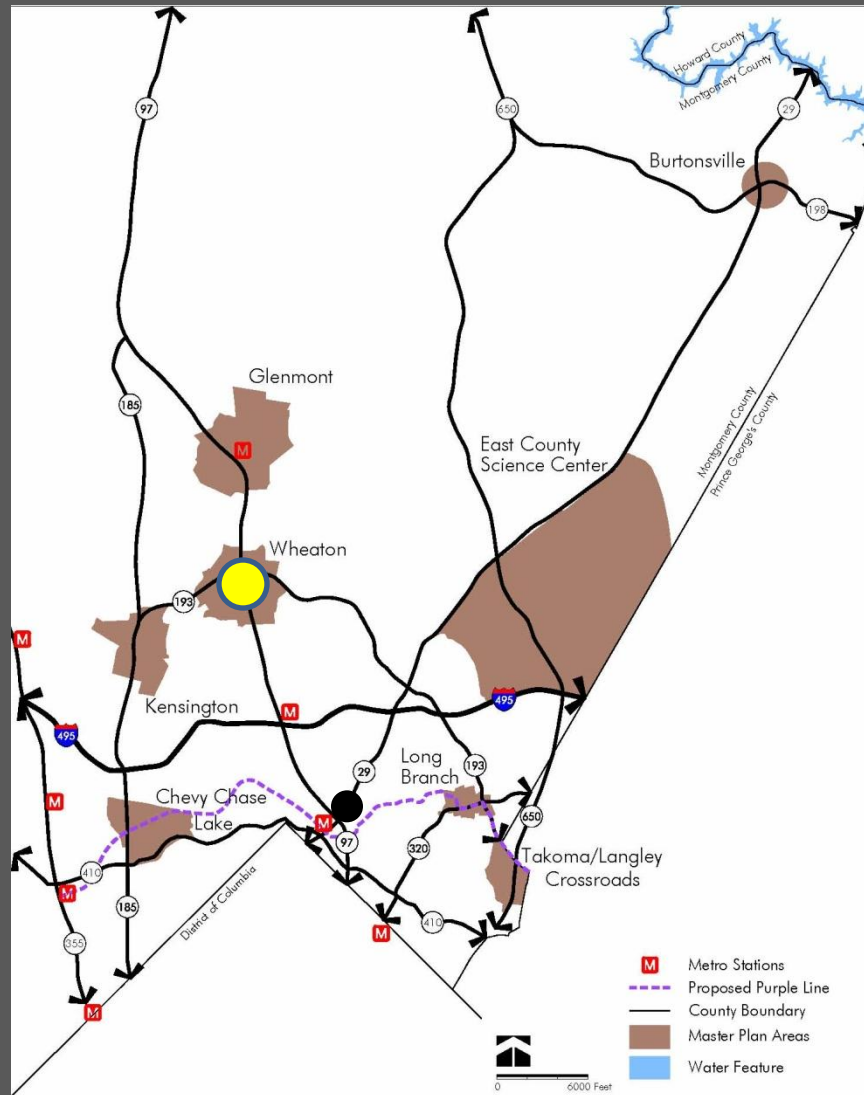 Howard County
Montgomery County
97
650
29
Burtonsville
198
Glenmont
185
M
East County
Science Center
Montgomery County
Prince George's County
Wheaton
193
M
Kensington
M
495
495
Long
Branch
193
29
Chevy Chase
Lake
M
M
97
320
650
Takoma/Langley
Crossroads
410
M
185
District of Columbia
410
355
M
M
M Metro Stations
Proposed Purple Line
County Boundary
Master Plan Areas
Water Feature
0 6000 Feet